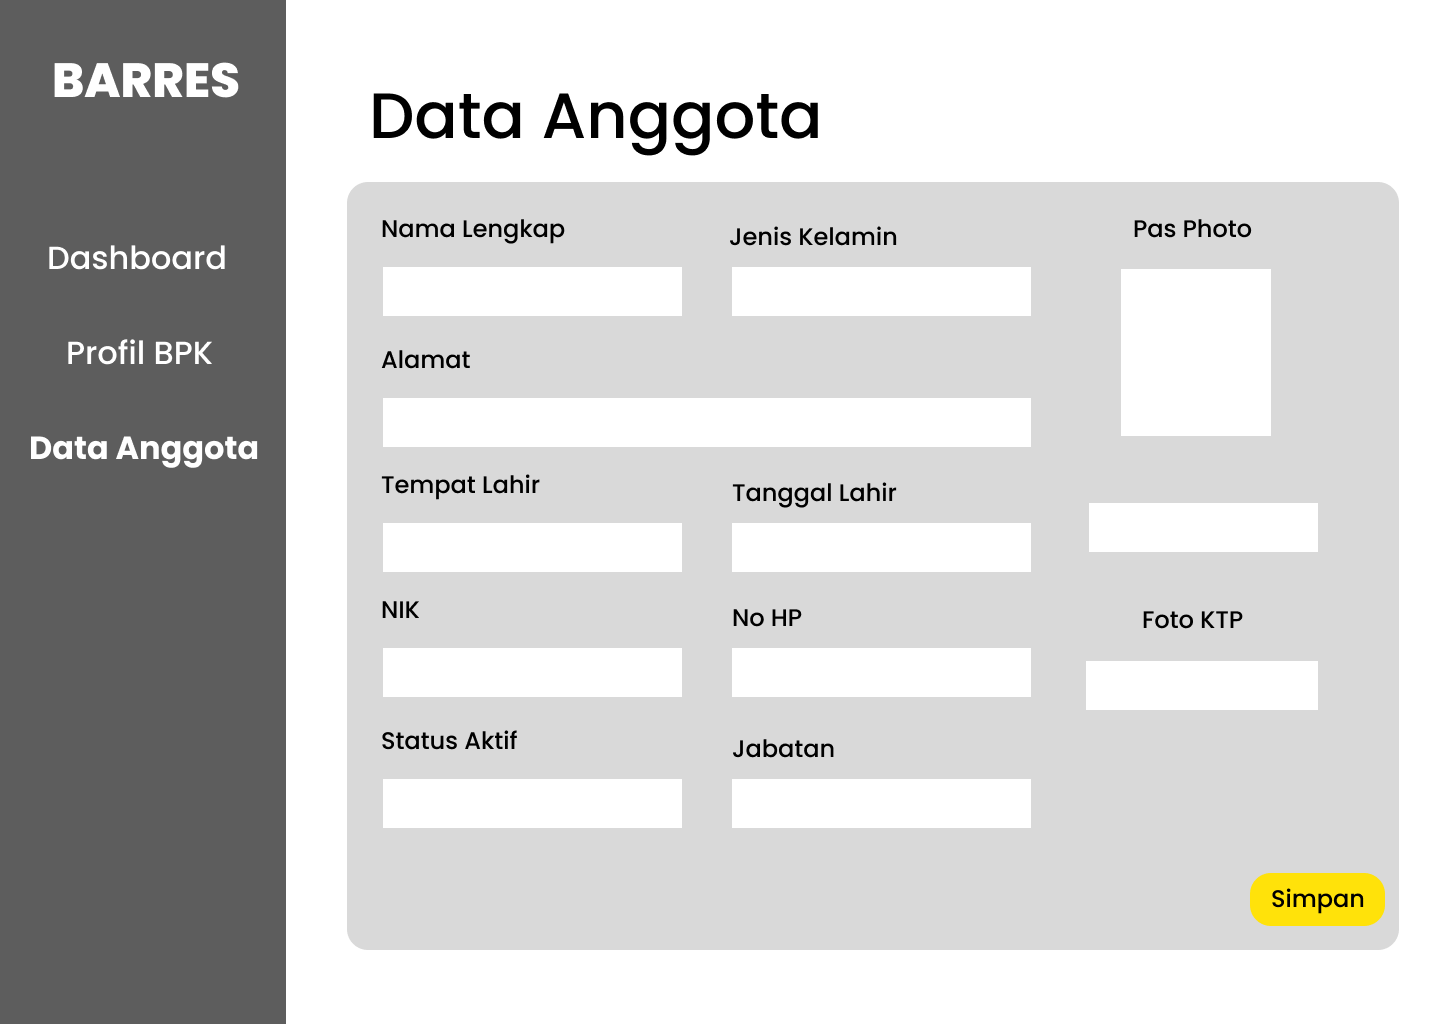 BARRES
Dashboard
Profil BPK
Data Anggota
Data Anggota
Nama Lengkap
Jenis Kelamin
Pas Photo
Alamat
Tempat Lahir
Tanggal Lahir
NIK
No HP
Foto KTP
Status Aktif
Jabatan
Simpan